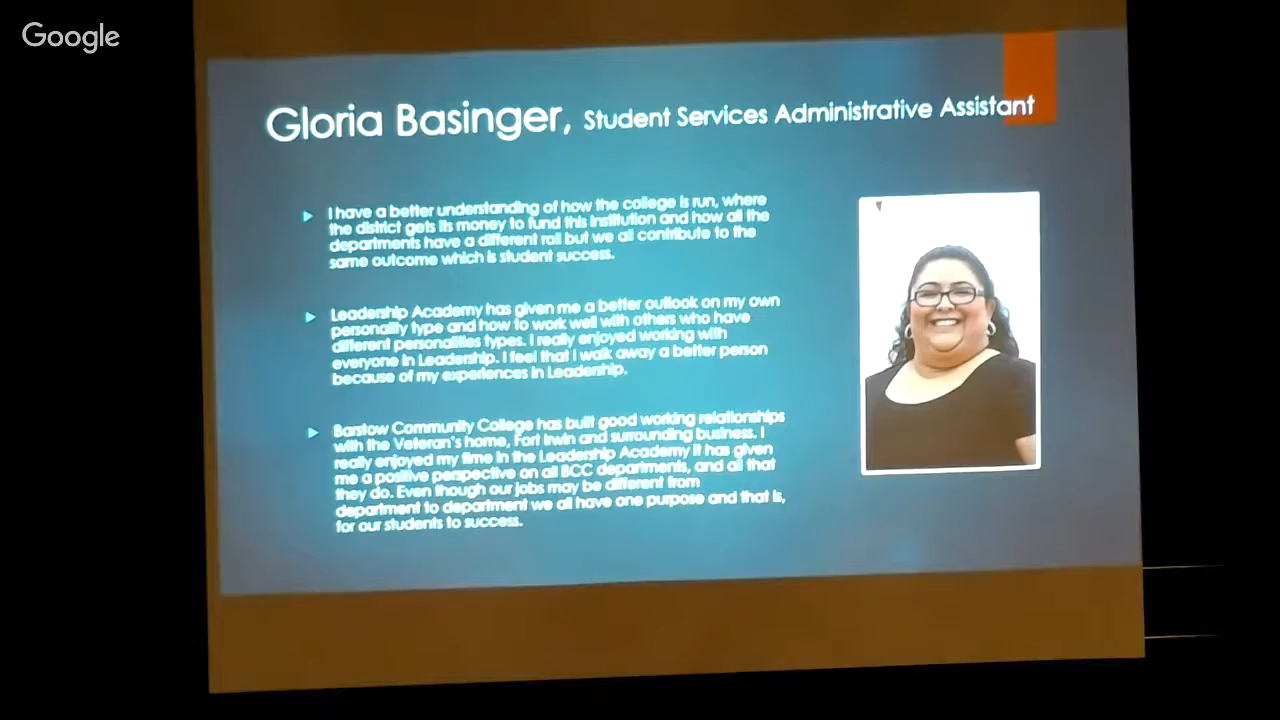 Google
Gloria Basinger, Student Services Administrative Assistant
I have a better understanding of how the college is run, where
the district gets its money to fund this institution and how all the
departments have a different roll but we all contribute to the
same outcome which is student success.
Leadership Academy has given me a better outlook on my own
personality type and how to work well with others who have
different personalities types. I really enjoyed working with
everyone in Leadership. I feel that I walk away a better person
because of my experiences in Leadership.
Barstow Community College has built good working relationships
with the Veteran's home, Fort Irwin and surrounding business. I
really enjoyed my time in the Leadership Academy it has given
me a positive perspective on all BCC departments, and all that
they do. Even though our jobs may be different from
department to department we all have one purpose and that is,
for our students to success.